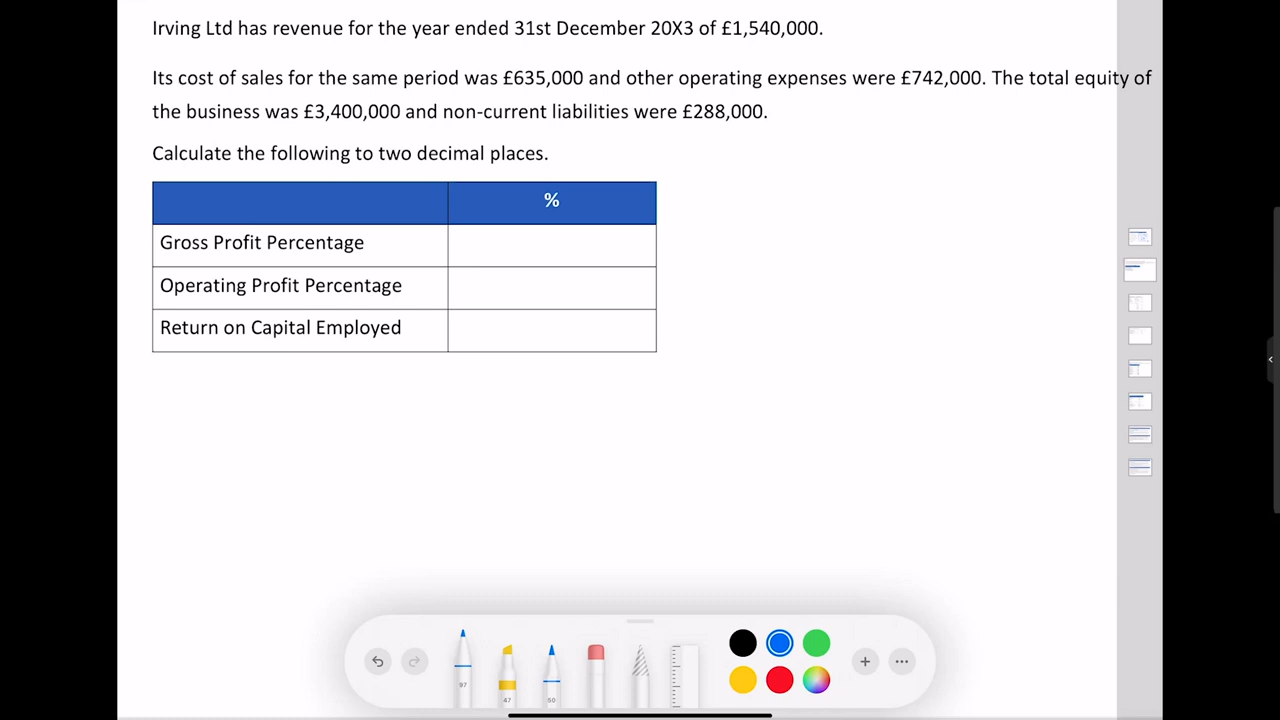 Irving Ltd has revenue for the year ended 31st December 20X3 of £1,540,000.
Its cost of sales for the same period was £635,000 and other operating expenses were £742,000. The total equity of
the business was £3,400,000 and non-current liabilities were £288,000.
Calculate the following to two decimal places.
%
Gross Profit Percentage
Operating Profit Percentage
Return on Capital Employed
97
47
50